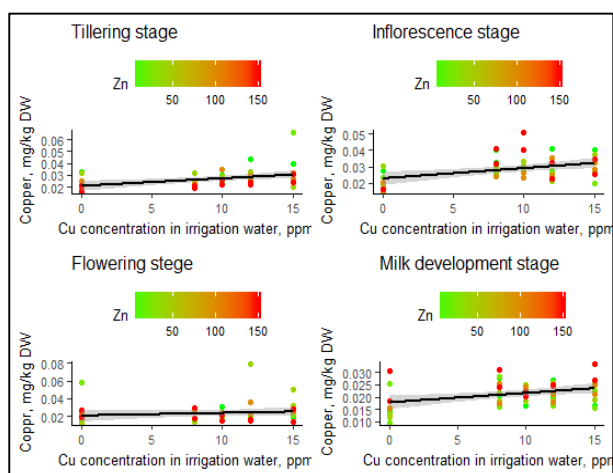 Tillering stage
Zn
50 100 150
Copper, mg/kg DW
0.06
0.05
0.04
0.03
0.02
0 5 10 15
Cu concentration in irrigation water, ppm
Inflorescence stage
Zn
50 100 150
Copper, mg/kg DW
0.05
0.04
0.03
0.02
0 5 10 15
Cu concentration in irrigation water, ppm
Flowering stege
Zn
50 100 150
Coppr, mg/kg DW
0.08
0.06
0.04
0.02
0 5 10 15
Cu concentration in irrigation water, ppm
Milk development stage
Zn
50 100 150
Copper, mg/kg DW
0.030
0.025
0.020
0.015
0.010
0 5 10 15
Cu concentration in irrigation water, ppm